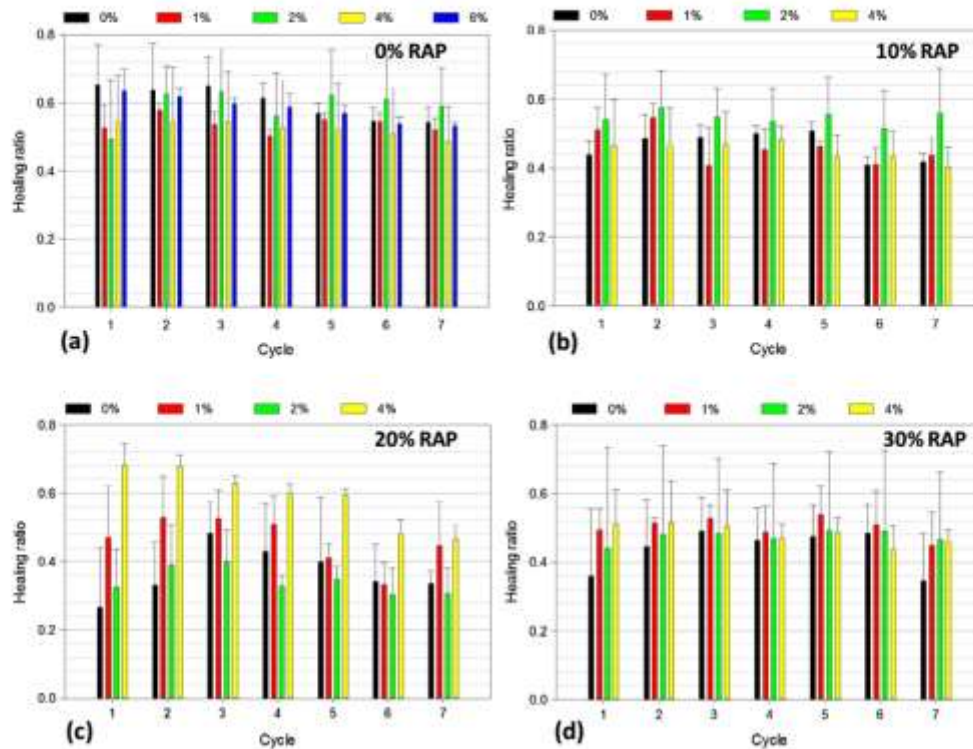 0% 1% 2% 4% 6%
0% RAP
Healing ratio
0.8
0.6
0.4
0.2
0.0
1 2 3 4 5 6 7
Cycle
(a)
0% 1% 2% 4%
10% RAP
Healing ratio
0.8
0.6
0.4
0.2
0.0
1 2 3 4 5 6 7
Cycle
(b)
0% 1% 2% 4%
20% RAP
Healing ratio
0.8
0.6
0.4
0.2
0.0
1 2 3 4 5 6 7
Cycle
(c)
0% 1% 2% 4%
30% RAP
Healing ratio
0.8
0.6
0.4
0.2
0.0
1 2 3 4 5 6 7
Cycle
(d)